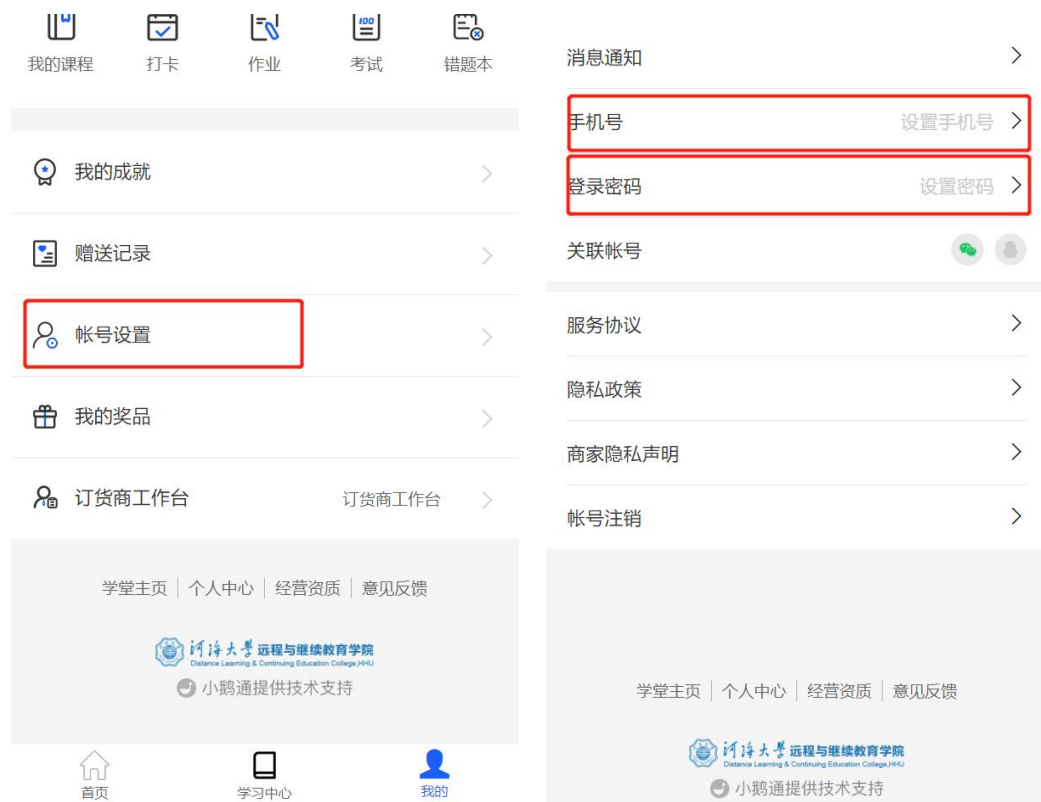 100
我的课程 打卡 作业 考试 错题本
我的成就
赠送记录
帐号设置
我的奖品
订货商工作台 订货商工作台
学堂主页 个人中心 经营资质 意见反馈
河海大学 远程与继续教育学院
Distance Learning & Continuing Education College,HHU
小鹅通提供技术支持
首页 学习中心 我的
消息通知
手机号 设置手机号
登录密码 设置密码
关联帐号
服务协议
隐私政策
商家隐私声明
帐号注销
学堂主页 个人中心 经营资质 意见反馈
河海大学 远程与继续教育学院
Distance Learning & Continuing Education College,HHU
小鹅通提供技术支持